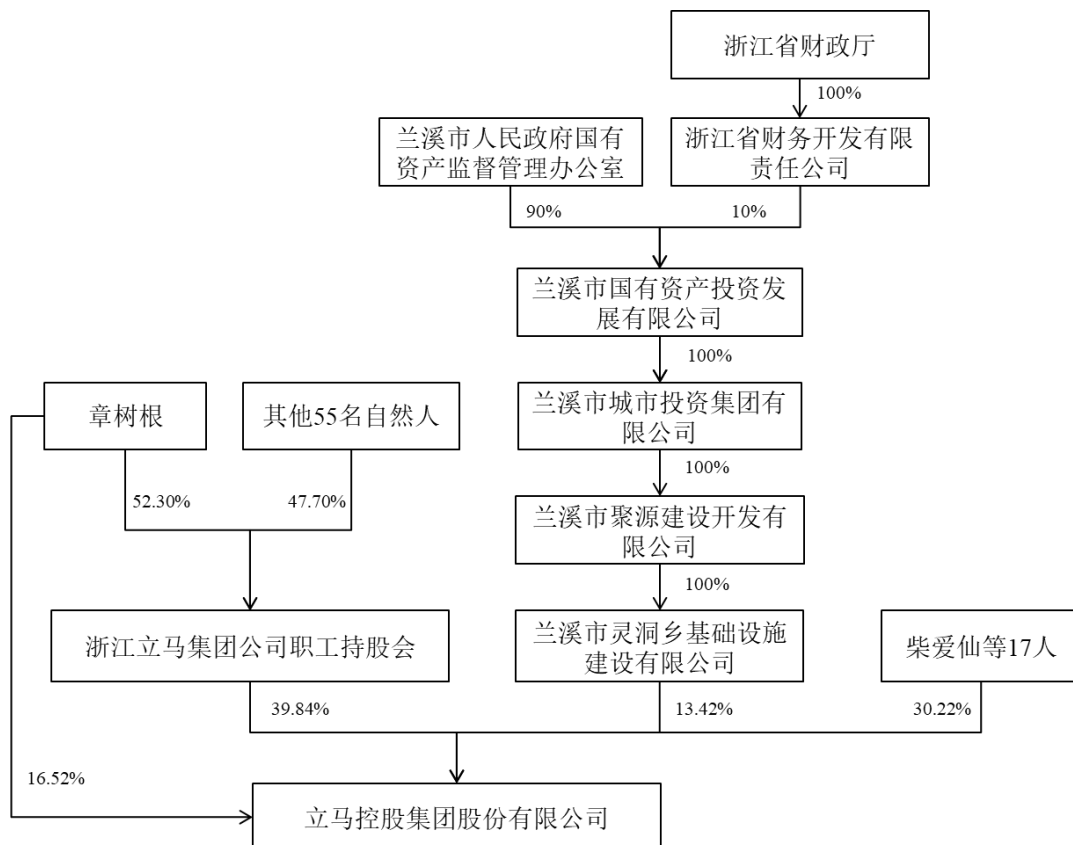 浙江省财政厅
100%
兰溪市人民政府国有
资产监督管理办公室
浙江省财务开发有限
责任公司
90%
10%
兰溪市国有资产投资发
展有限公司
100%
章树根
其他55名自然人
兰溪市城市投资集团有
限公司
100%
52.30%
47.70%
兰溪市聚源建设开发有
限公司
100%
浙江立马集团公司职工持股会
兰溪市灵洞乡基础设施
建设有限公司
柴爱仙等17人
39.84%
13.42%
30.22%
16.52%
立马控股集团股份有限公司